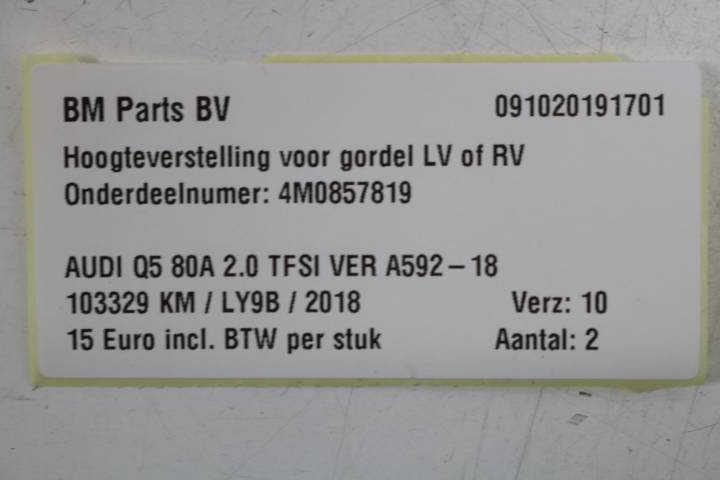 BM Parts BV 091020191701
Hoogteverstelling voor gordel LV of RV
Onderdeelnumer: 4M0857819
AUDI Q5 80A 2.0 TFSI VER A592-18
103329 KM / LY9B / 2018 Verz: 10
15 Euro incl. BTW per stuk Aantal: 2